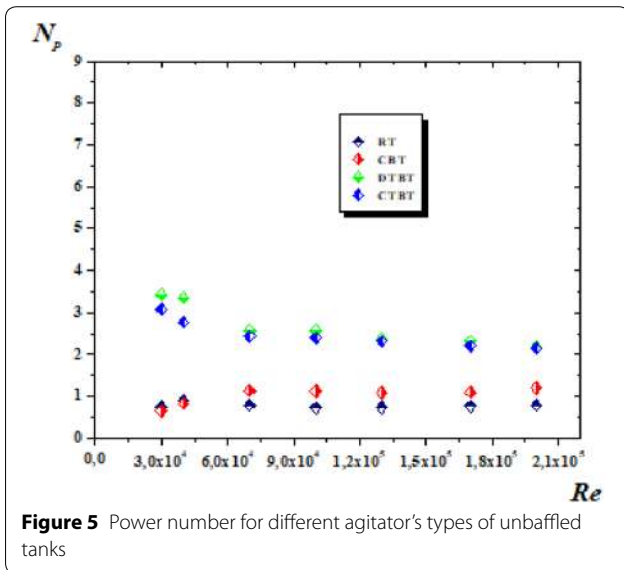 N_p
9
8
7
6
5
4
3
2
1
0
RT
CBT
DTBT
CTBT
0,0 3,0x10⁴ 6,0x10⁴ 9,0x10⁴ 1,2x10⁵ 1,5x10⁵ 1,8x10⁵ 2,1x10⁵
Re
Figure 5 Power number for different agitator's types of unbaffled
tanks